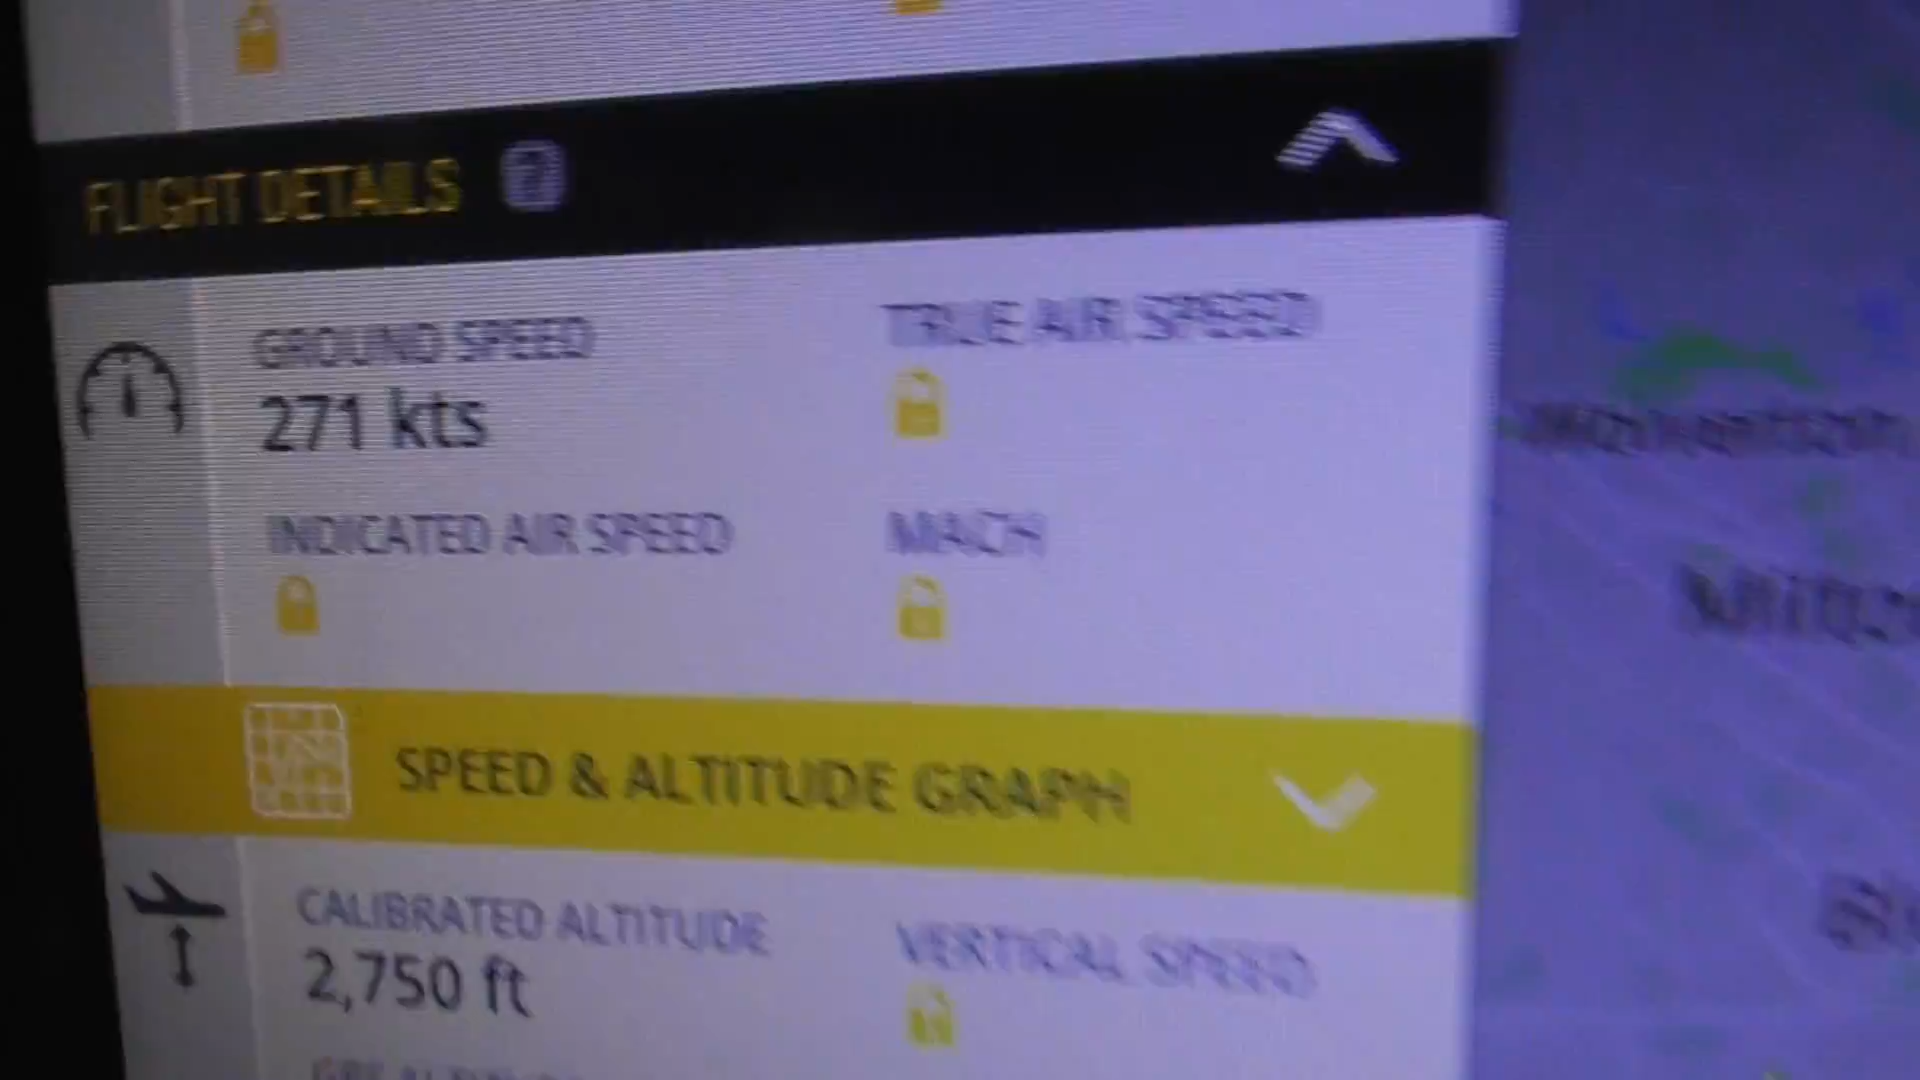 FLIGHT DETAILS ?
GROUND SPEED
271 kts
TRUE AIR SPEED
INDICATED AIR SPEED
MACH
SPEED & ALTITUDE GRAPH
CALIBRATED ALTITUDE
2,750 ft
VERTICAL SPEED